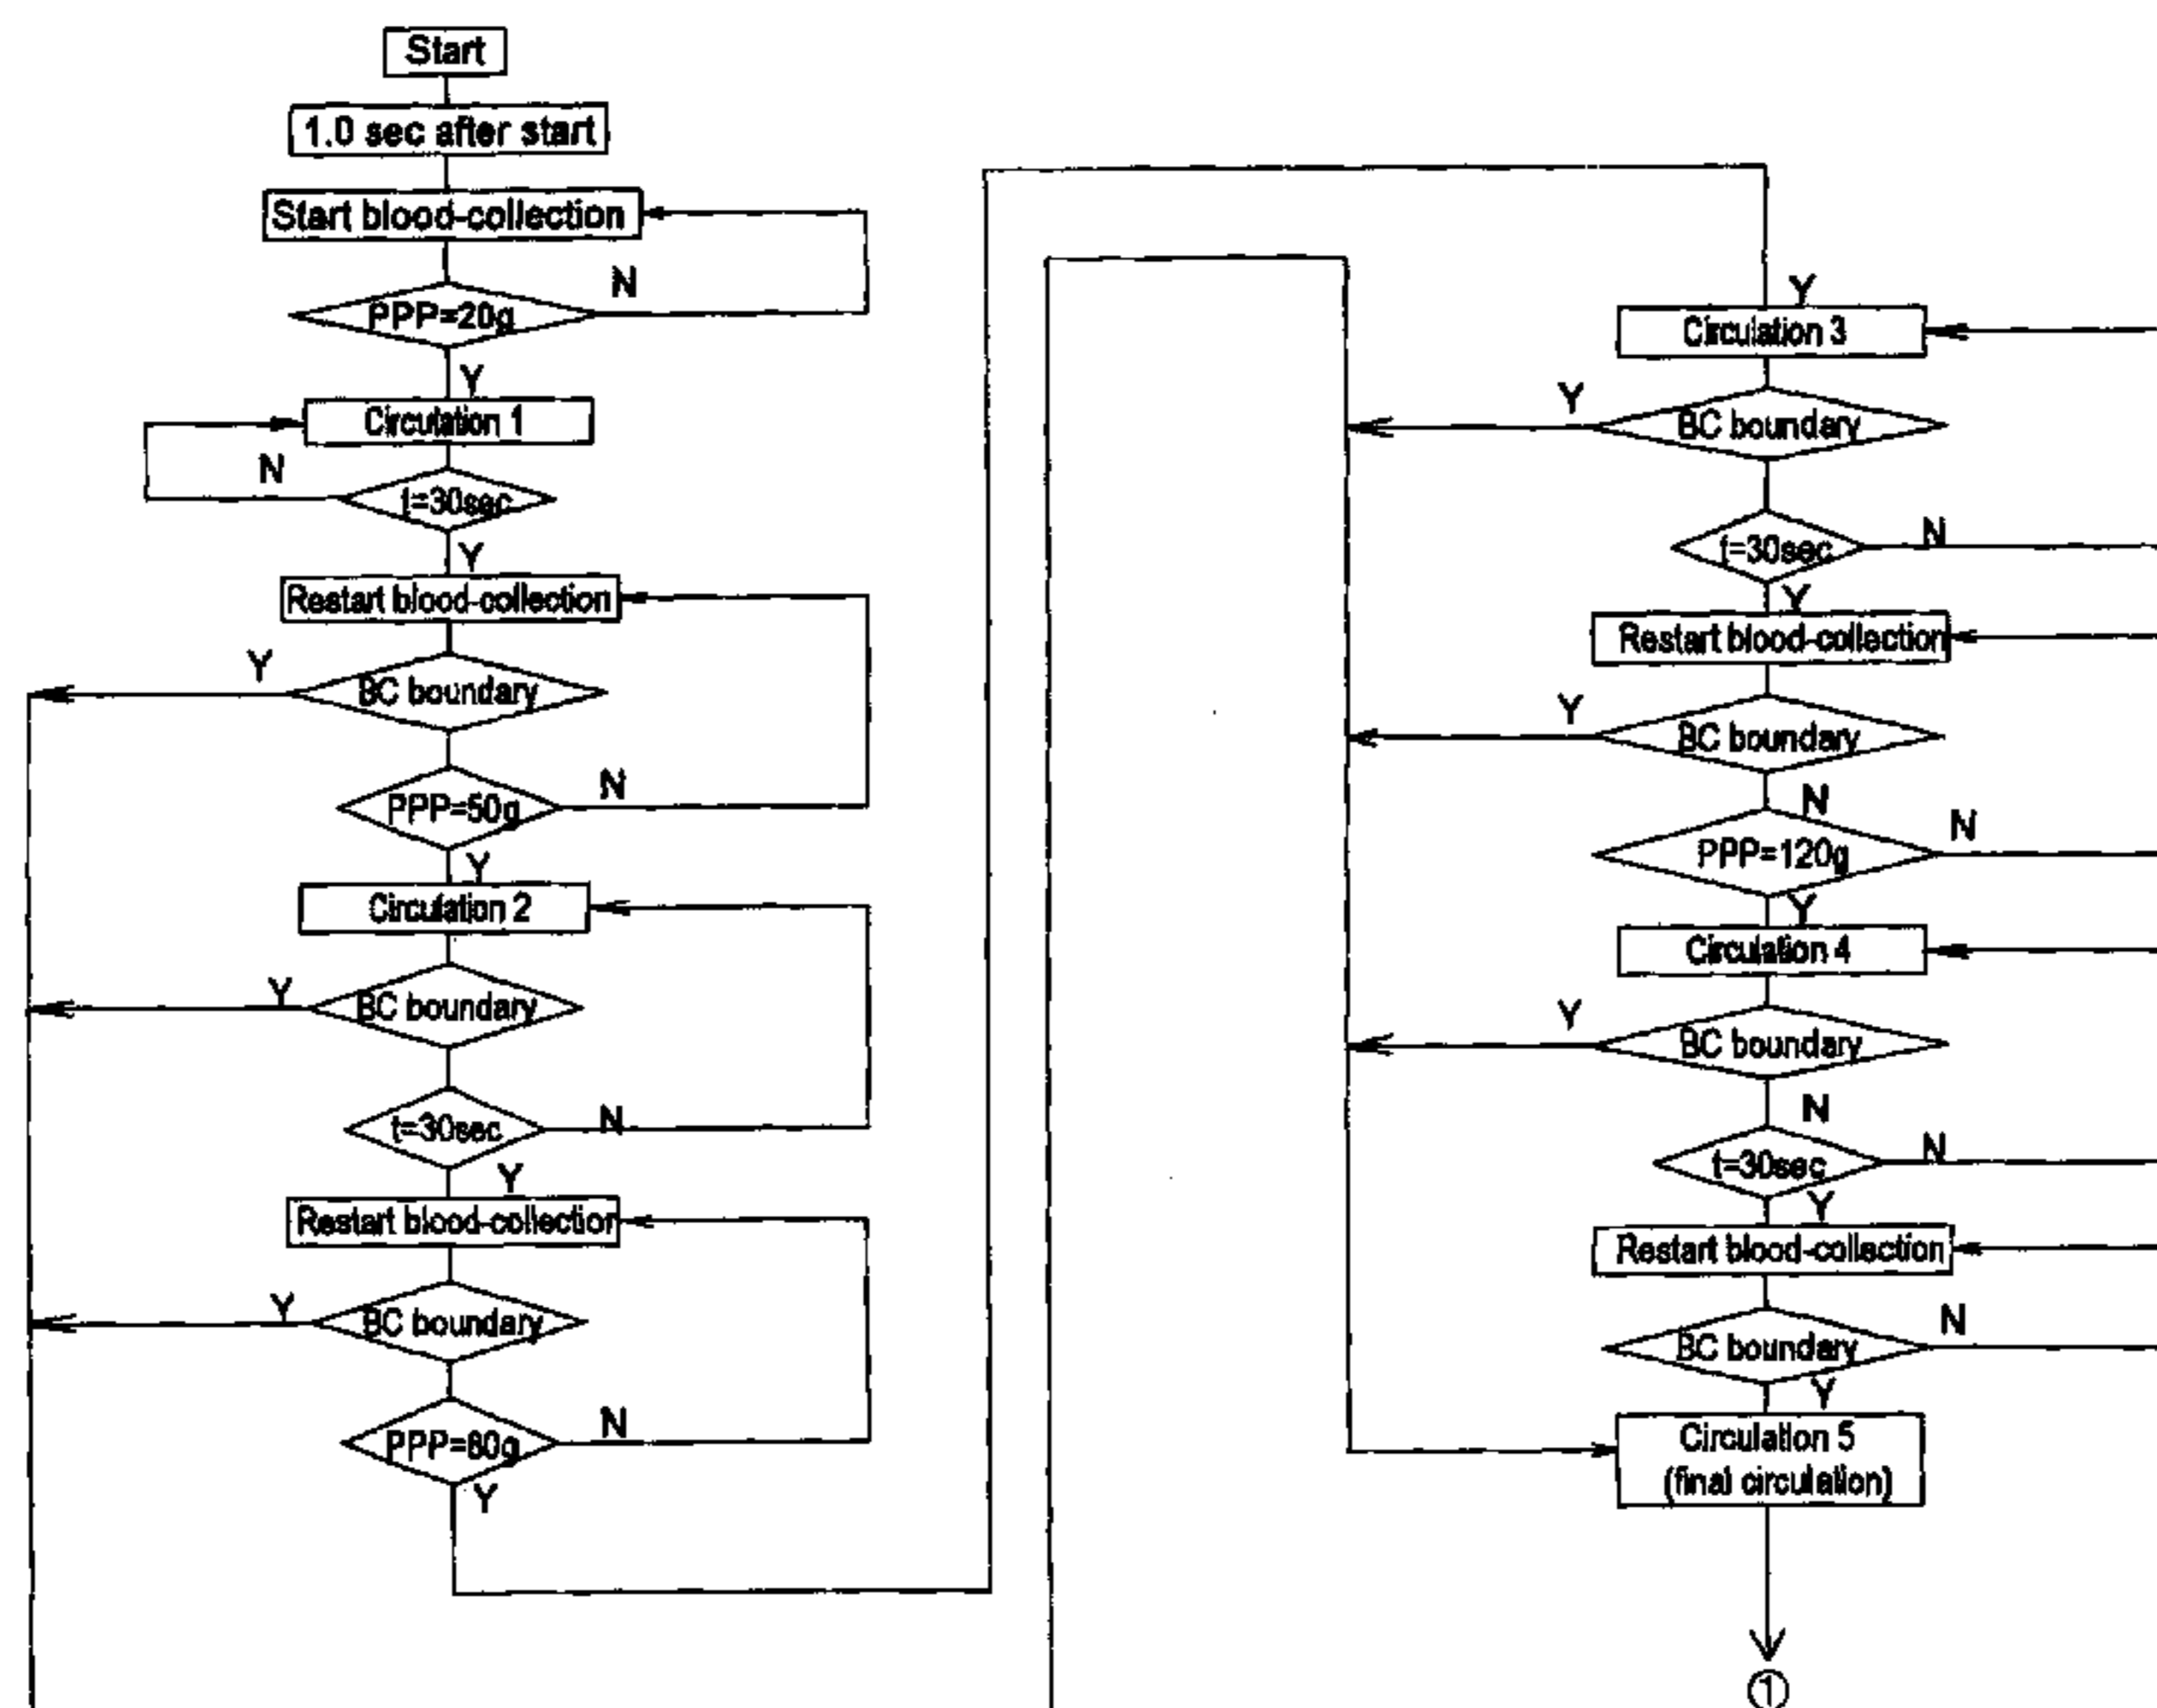 Start
1.0 sec after start
Start blood-collection
N
PPP=20g
Y
Circulation 1
N
t=30sec
Y
Restart blood-collection
Y
BC boundary
PPP=50g
N
Y
Circulation 2
Y
BC boundary
t=30sec
N
Y
Restart blood-collection
Y
BC boundary
PPP=80g
N
Y
Y
Circulation 3
Y
BC boundary
t=30sec
N
Y
Restart blood-collection
Y
BC boundary
N
PPP=120g
N
Y
Circulation 4
Y
BC boundary
N
t=30sec
N
Y
Restart blood-collection
BC boundary
N
Y
Circulation 5
(final circulation)
①